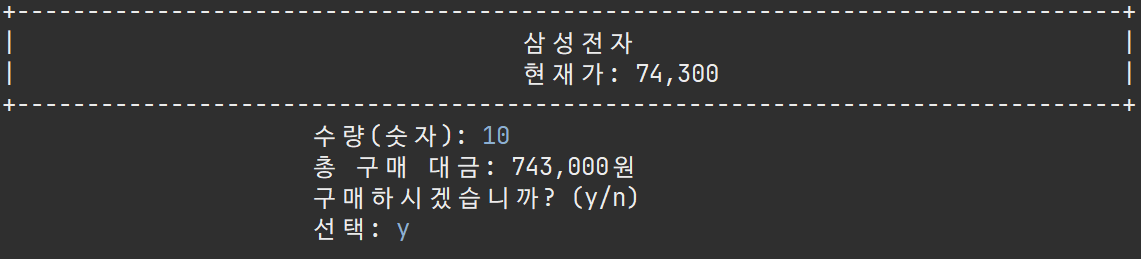 삼성전자
현재가: 74,300
수량(숫자): 10
총 구매 대금: 743,000원
구매하시겠습니까? (y/n)
선택: y